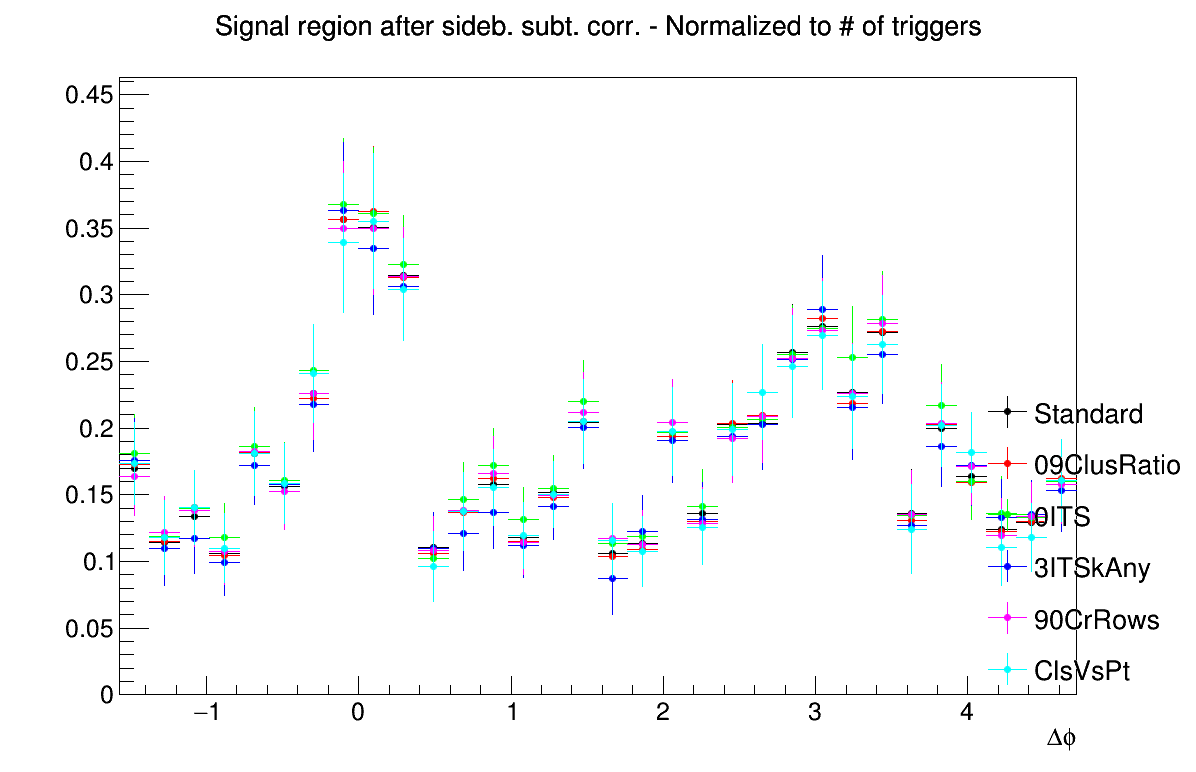 Signal region after sideb. subt. corr. - Normalized to # of triggers
0.45
0.4
0.35
0.3
0.25
0.2
0.15
0.1
0.05
0
−1 0 1 2 3 4
Δϕ
Standard
09ClusRatio
0ITS
3ITSkAny
90CrRows
ClsVsPt